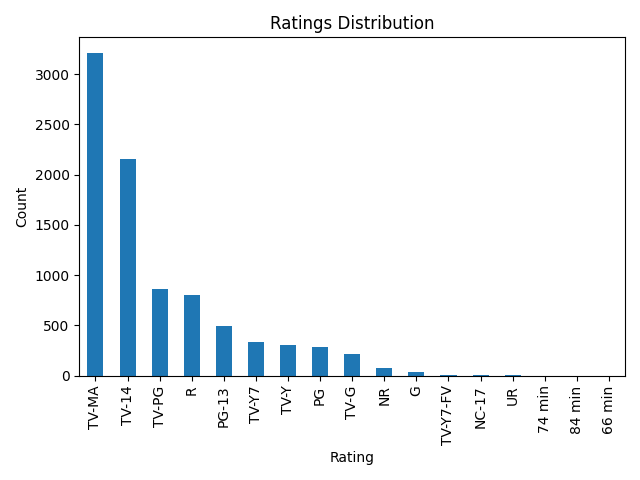 Ratings Distribution
3000
2500
2000
1500
1000
500
0
Count
TV-MA
TV-14
TV-PG
R
PG-13
TV-Y7
TV-Y
PG
TV-G
NR
G
TV-Y7-FV
NC-17
UR
74 min
84 min
66 min
Rating